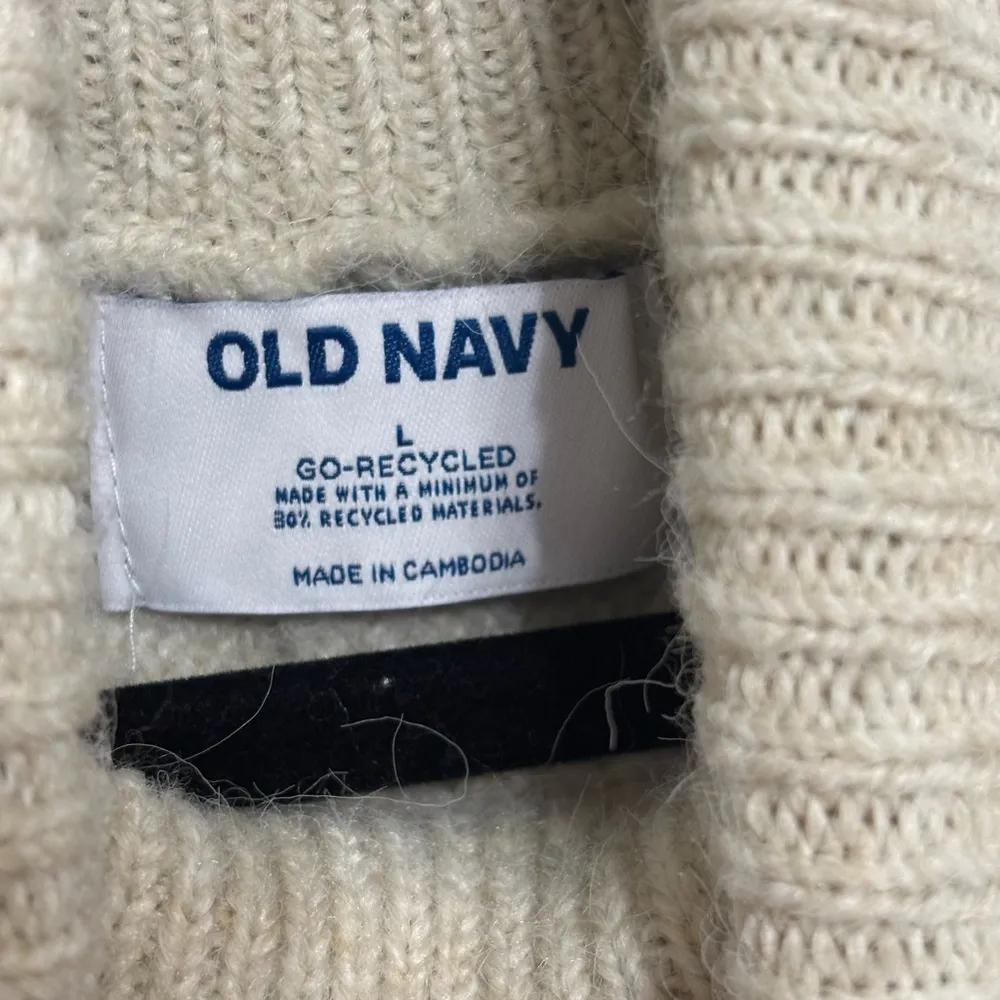 OLD NAVY
L
GO-RECYCLED
MADE WITH A MINIMUM OF
30% RECYCLED MATERIALS.
MADE IN CAMBODIA